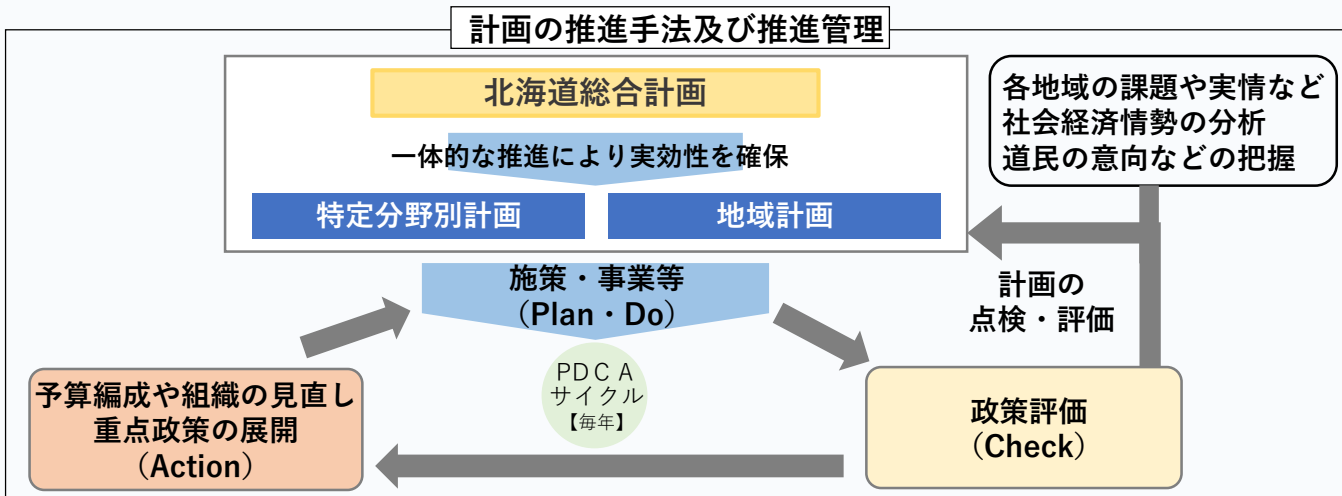 計画の推進手法及び推進管理
北海道総合計画
一体的な推進により実効性を確保
特定分野別計画
地域計画
各地域の課題や実情など
社会経済情勢の分析
道民の意向などの把握
計画の
点検・評価
施策・事業等
（Plan・Do）
PDCA
サイクル
【毎年】
予算編成や組織の見直し
重点政策の展開
（Action）
政策評価
（Check）